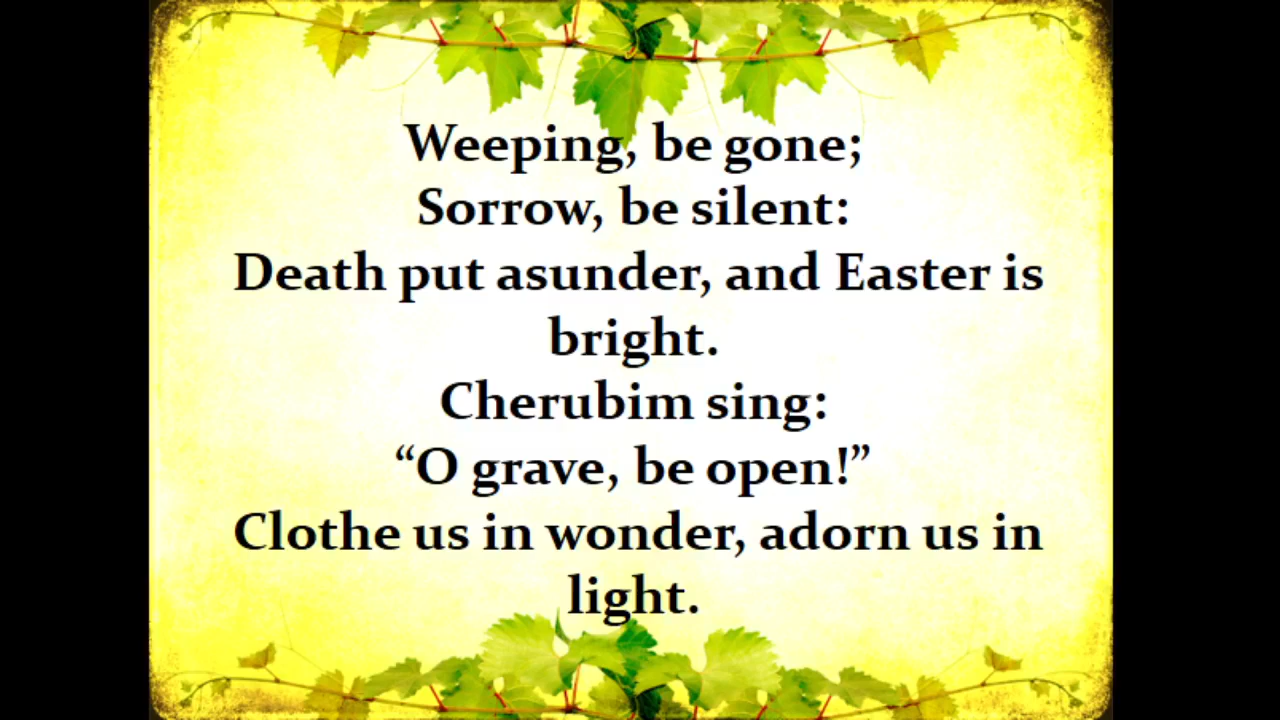 Weeping, be gone;
Sorrow, be silent:
Death put asunder, and Easter is
bright.
Cherubim sing:
“O grave, be open!”
Clothe us in wonder, adorn us in
light.